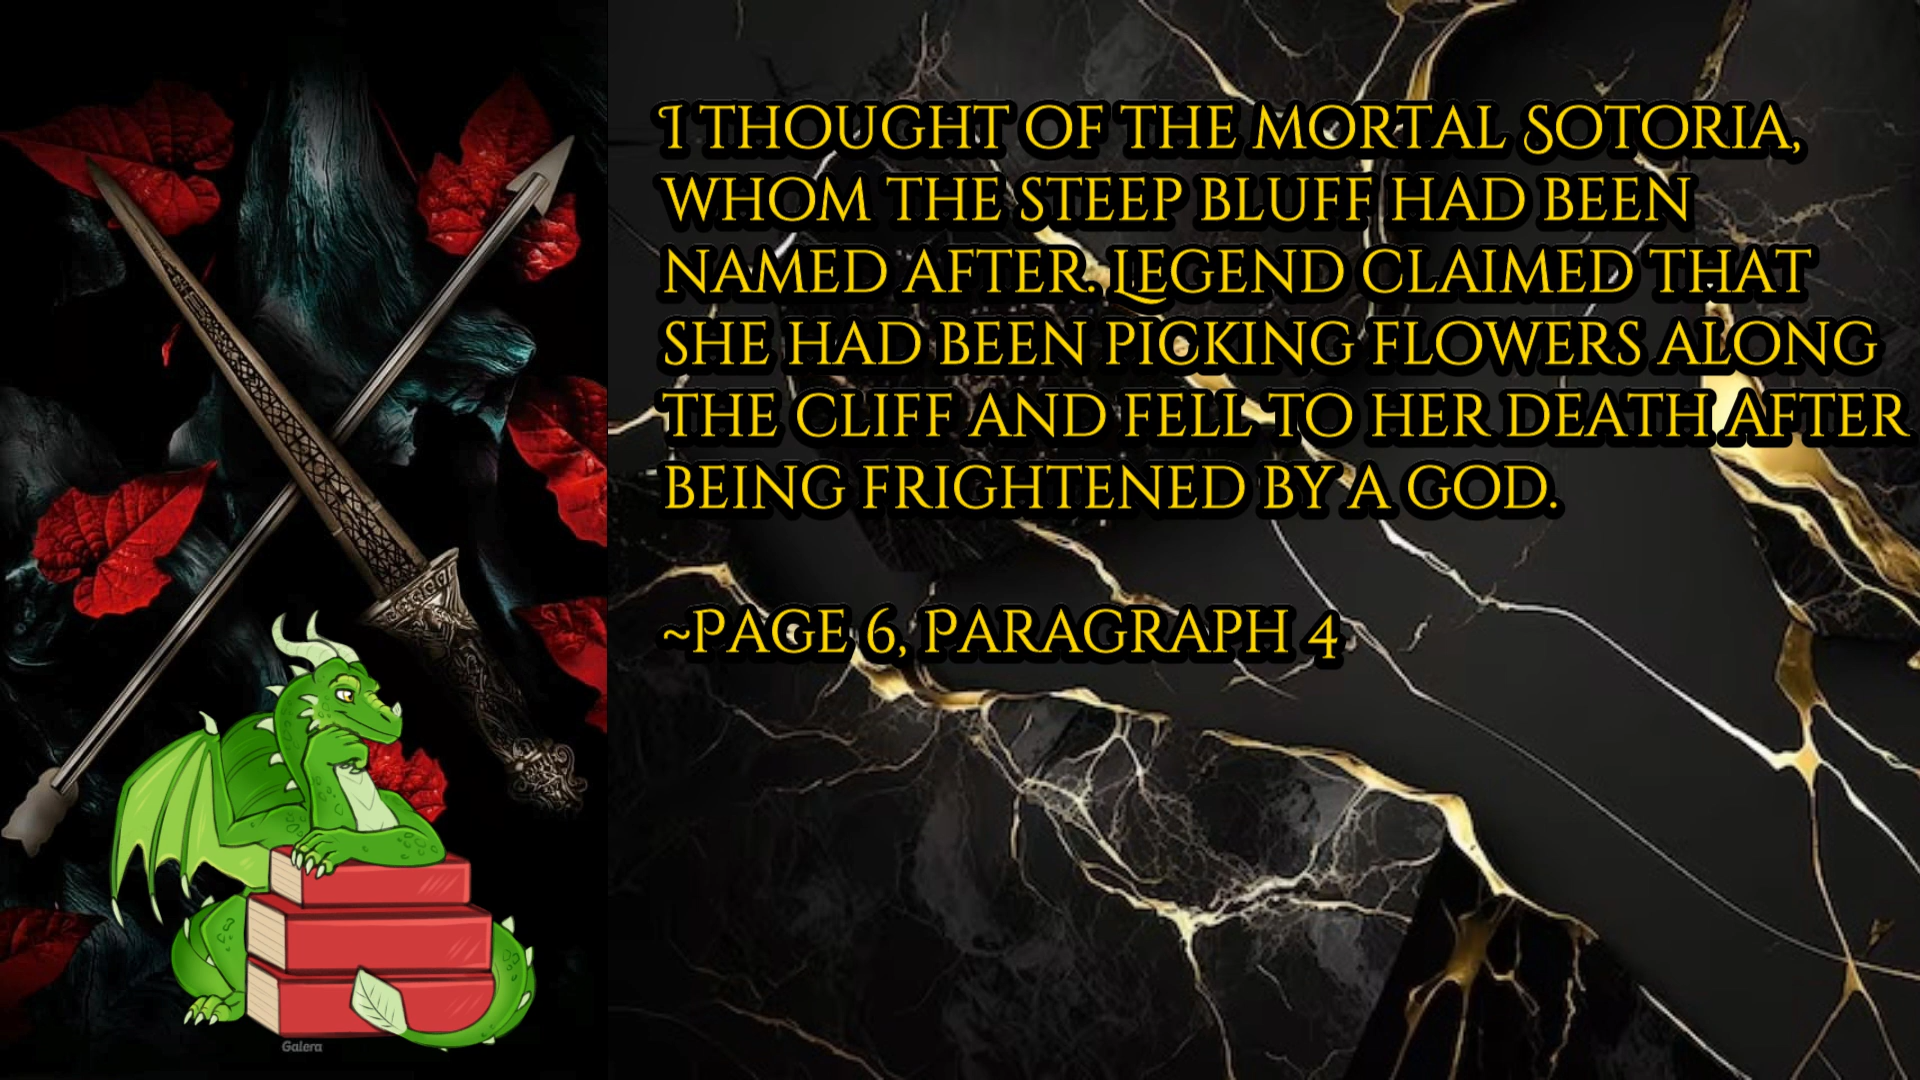 I thought of the mortal Sotoria,
whom the steep bluff had been
named after. Legend claimed that
she had been picking flowers along
the cliff and fell to her death after
being frightened by a god.
~Page 6, Paragraph 4
Galera